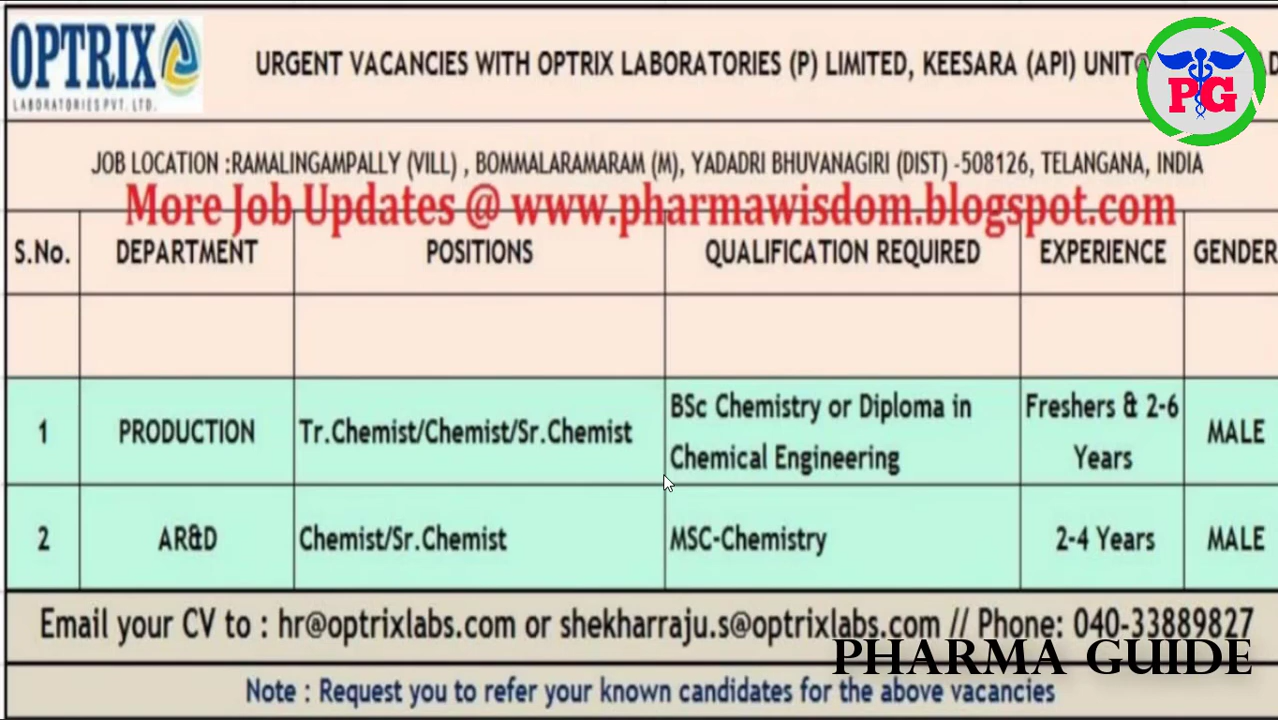 OPTRIX
LABORATORIES PVT. LTD.
URGENT VACANCIES WITH OPTRIX LABORATORIES (P) LIMITED, KEESARA (API) UNIT
PG
JOB LOCATION :RAMALINGAMPALLY (VILL) , BOMMALARAMARAM (M), YADADRI BHUVANAGIRI (DIST) -508126, TELANGANA, INDIA
More Job Updates @ www.pharmawisdom.blogspot.com
S.No. DEPARTMENT POSITIONS QUALIFICATION REQUIRED EXPERIENCE GENDER
1 PRODUCTION Tr.Chemist/Chemist/Sr.Chemist BSc Chemistry or Diploma in Chemical Engineering Freshers & 2-6 Years MALE
2 AR&D Chemist/Sr.Chemist MSC-Chemistry 2-4 Years MALE
Email your CV to : hr@optrixlabs.com or shekharraju.s@optrixlabs.com // Phone: 040-33889827
PHARMA GUIDE
Note : Request you to refer your known candidates for the above vacancies